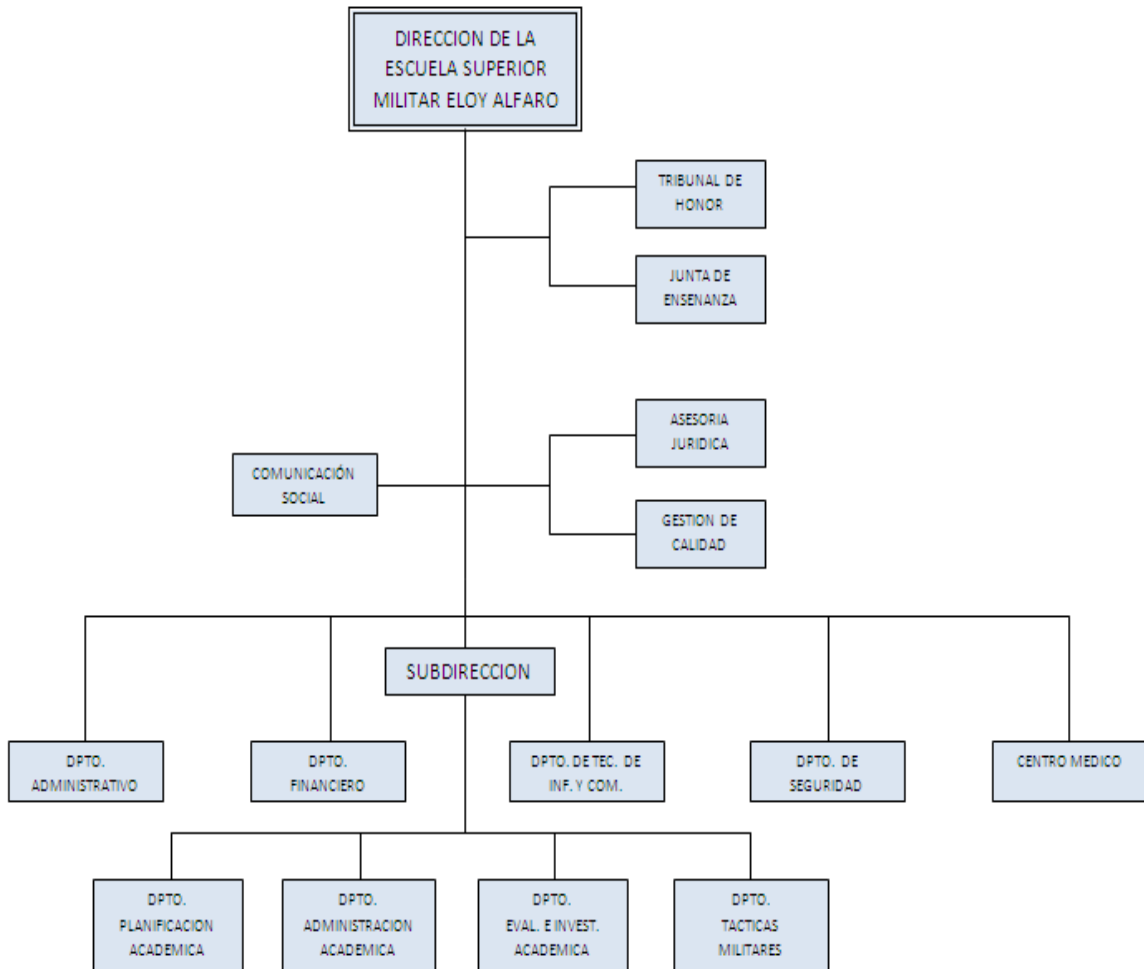 DIRECCION DE LA
ESCUELA SUPERIOR
MILITAR ELOY ALFARO
TRIBUNAL DE
HONOR
JUNTA DE
ENSENANZA
ASESORIA
JURIDICA
COMUNICACIÓN
SOCIAL
GESTION DE
CALIDAD
SUBDIRECCION
DPTO.
ADMINISTRATIVO
DPTO.
FINANCIERO
DPTO. DE TEC. DE
INF. Y COM.
DPTO. DE
SEGURIDAD
CENTRO MEDICO
DPTO.
PLANIFICACION
ACADEMICA
DPTO.
ADMINISTRACION
ACADEMICA
DPTO.
EVAL. E INVEST.
ACADEMICA
DPTO.
TACTICAS
MILITARES